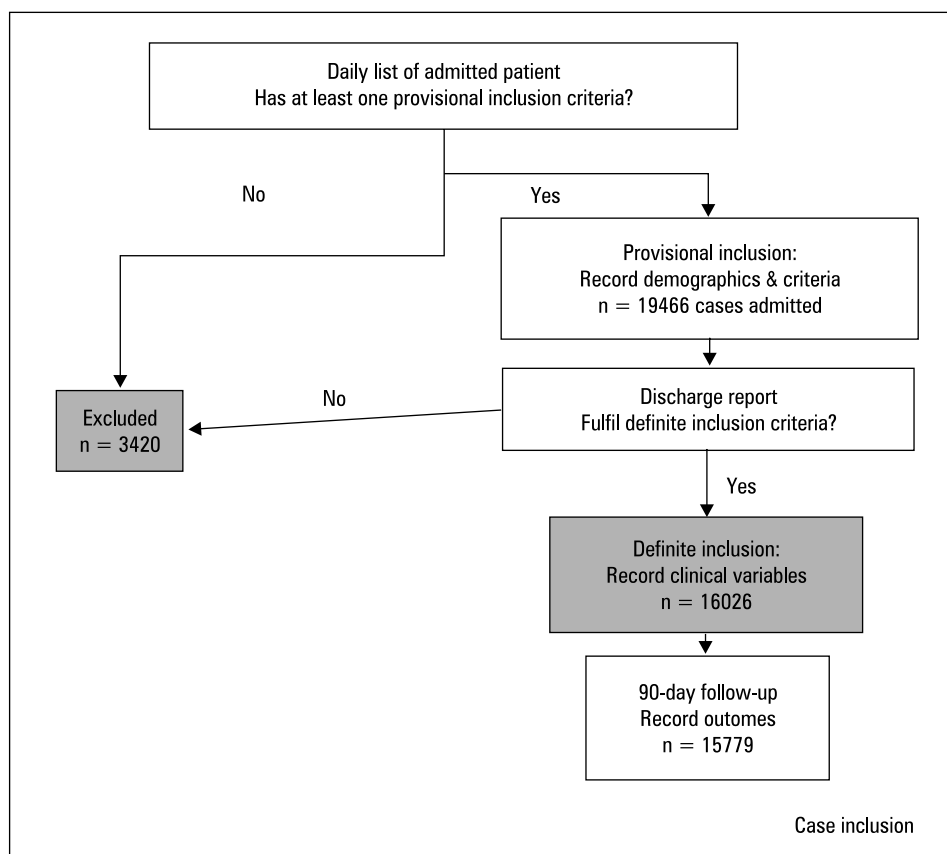 Daily list of admitted patient
Has at least one provisional inclusion criteria?
No
Yes
Provisional inclusion:
Record demographics & criteria
n = 19466 cases admitted
Discharge report
Fulfil definite inclusion criteria?
No
Excluded
n = 3420
Yes
Definite inclusion:
Record clinical variables
n = 16026
90-day follow-up
Record outomes
n = 15779
Case inclusion